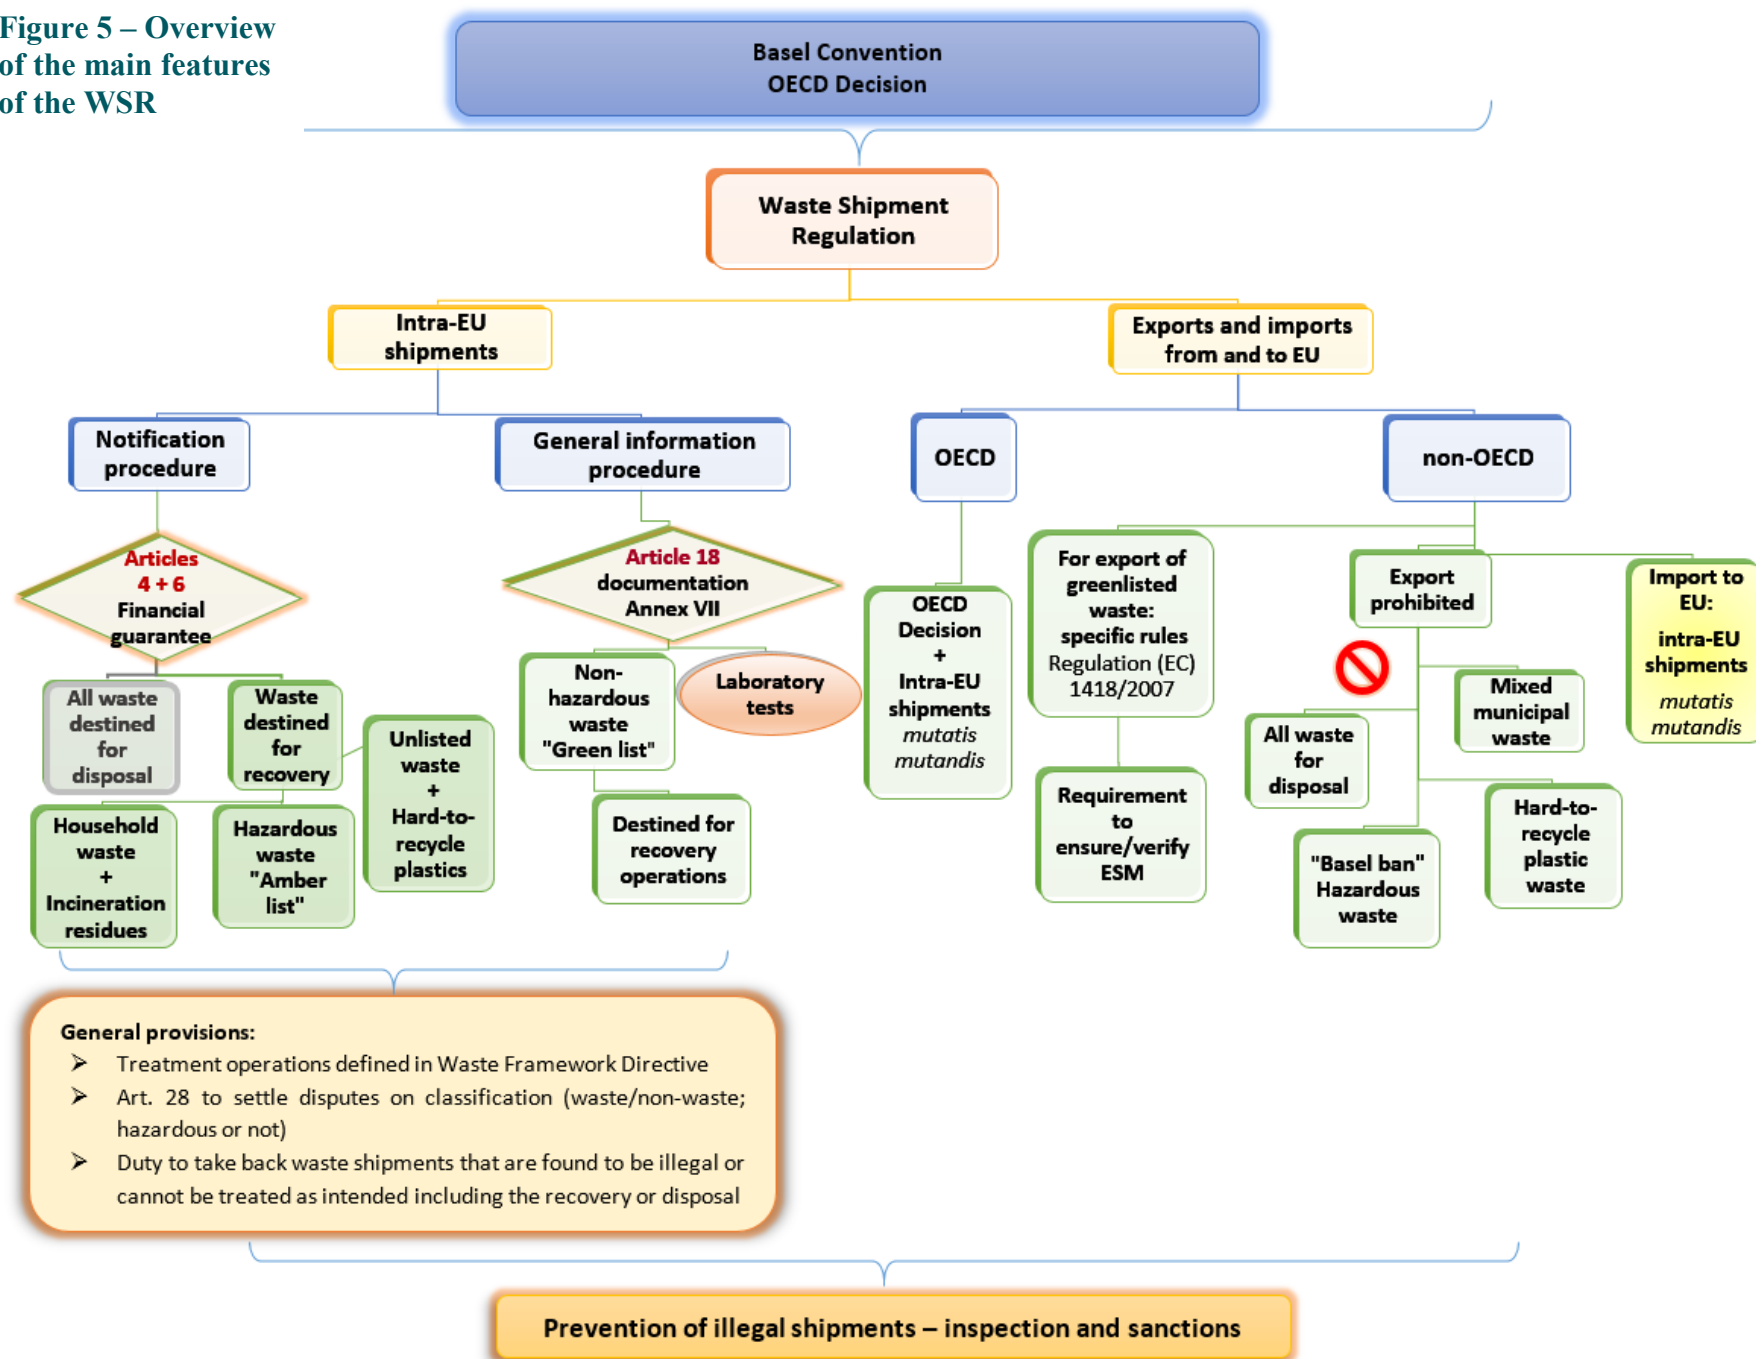 Figure 5 – Overview
of the main features
of the WSR
Basel Convention
OECD Decision
Waste Shipment
Regulation
Intra-EU
shipments
Exports and imports
from and to EU
Notification
procedure
General information
procedure
OECD
non-OECD
Articles
4 + 6
Financial
guarantee
Article 18
documentation
Annex VII
All waste
destined
for
disposal
Waste
destined
for
recovery
Unlisted
waste
+
Hard-to-
recycle
plastics
Household
waste
+
Incineration
residues
Hazardous
waste
"Amber
list"
Non-
hazardous
waste
"Green list"
Laboratory
tests
Destined for
recovery
operations
OECD
Decision
+
Intra-EU
shipments
mutatis
mutandis
For export of
greenlisted
waste:
specific rules
Regulation (EC)
1418/2007
Requirement
to
ensure/verify
ESM
Export
prohibited
All waste
for
disposal
Mixed
municipal
waste
"Basel ban"
Hazardous
waste
Hard-to-
recycle
plastic
waste
Import to
EU:
intra-EU
shipments
mutatis
mutandis
General provisions:
➢ Treatment operations defined in Waste Framework Directive
➢ Art. 28 to settle disputes on classification (waste/non-waste;
hazardous or not)
➢ Duty to take back waste shipments that are found to be illegal or
cannot be treated as intended including the recovery or disposal
Prevention of illegal shipments – inspection and sanctions